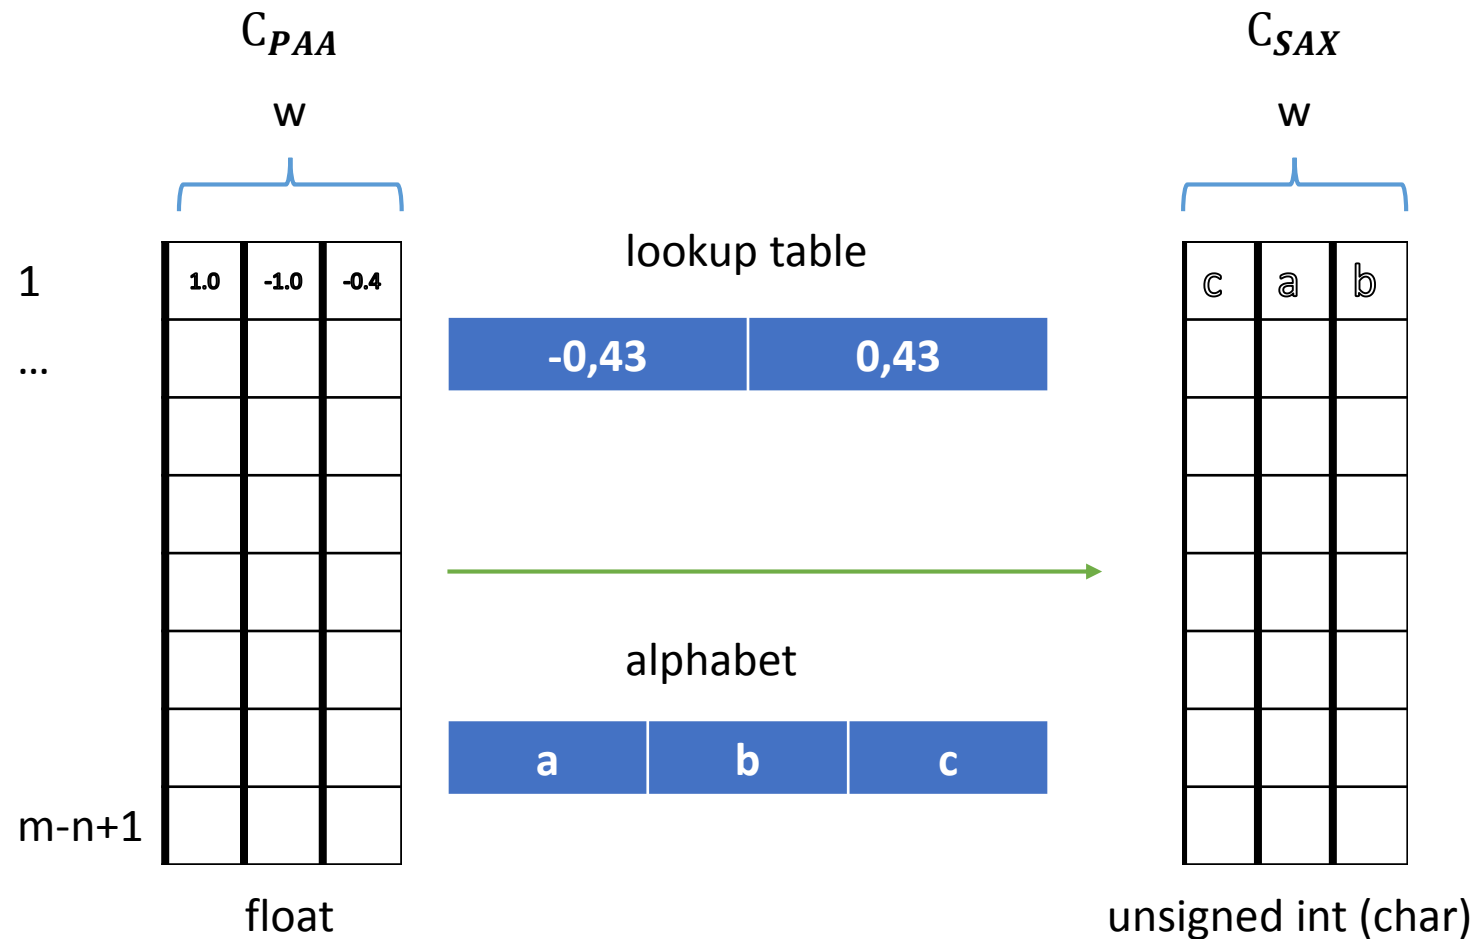 C_PAA C_SAX
w w
lookup table
1 1.0 -1.0 -0.4 c a b
... -0,43 0,43
alphabet
a b c
m-n+1
float unsigned int (char)